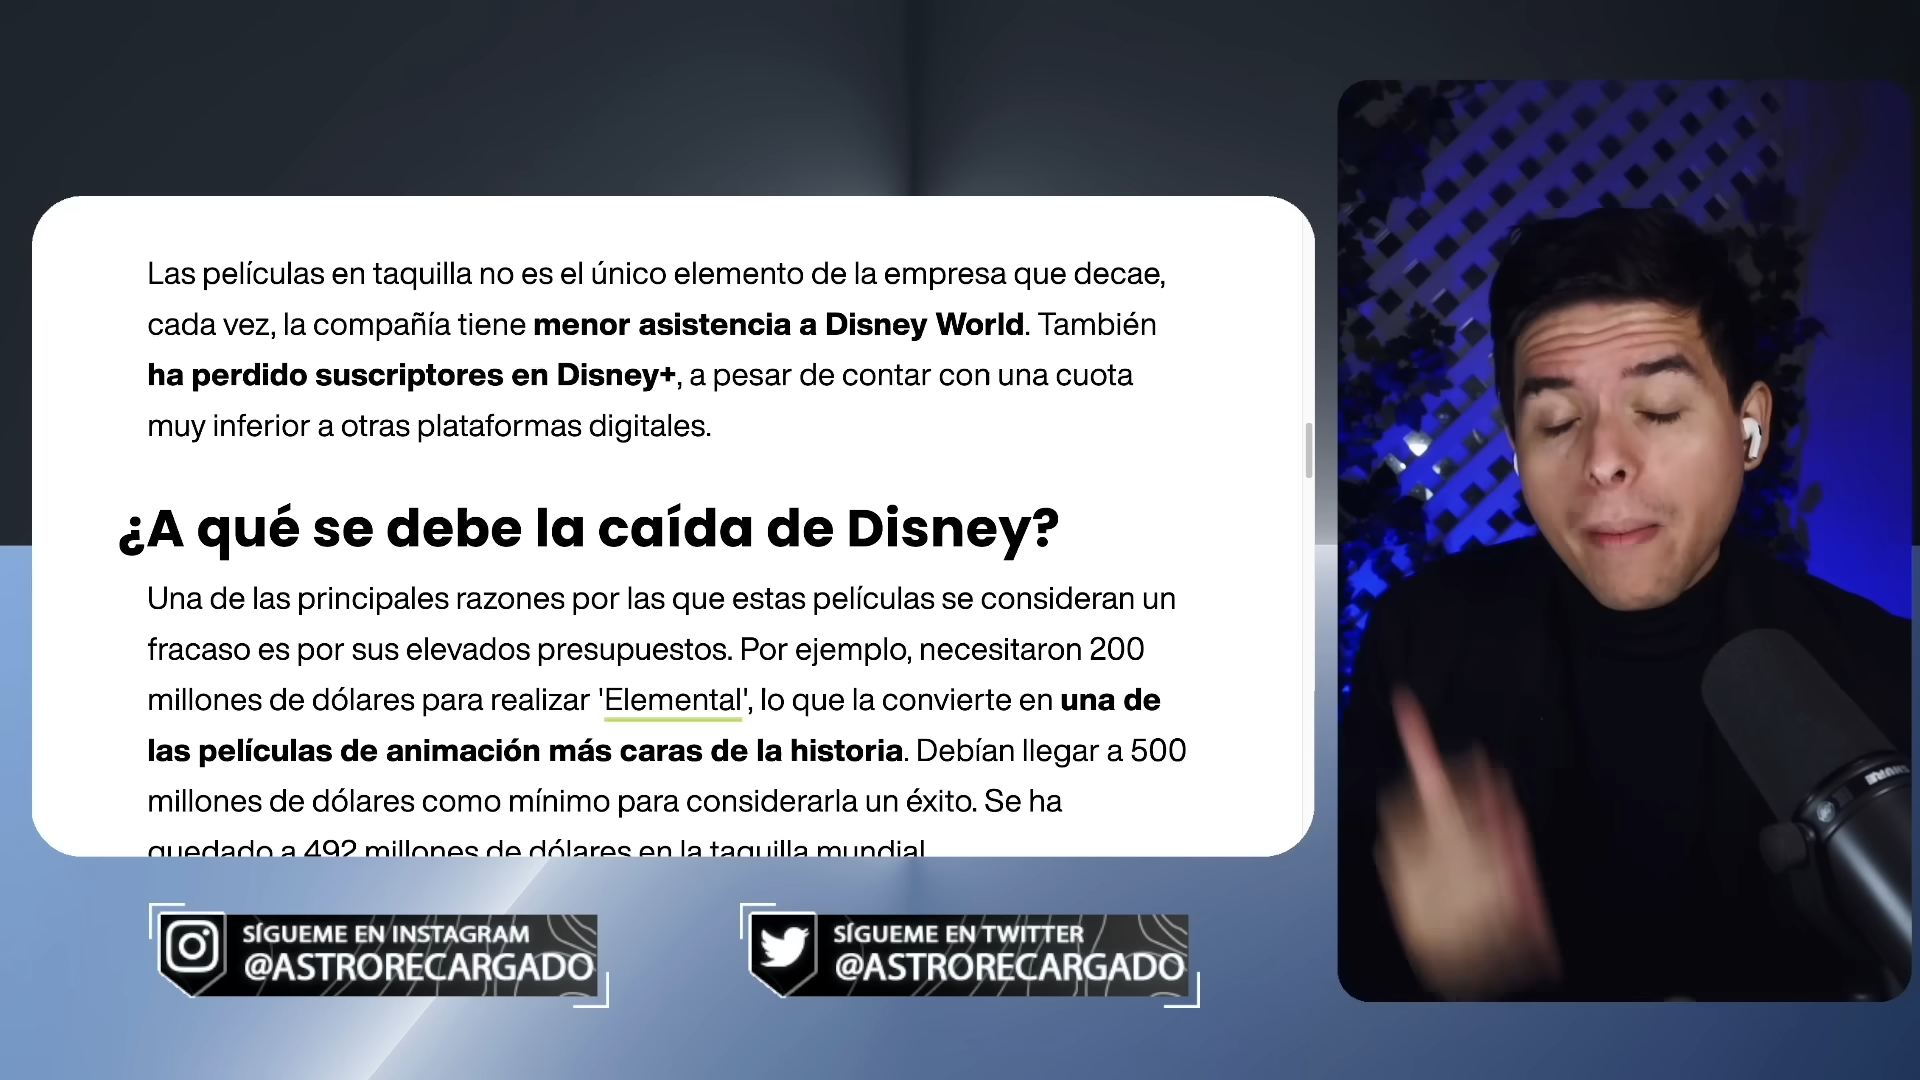 Las películas en taquilla no es el único elemento de la empresa que decae,
cada vez, la compañía tiene menor asistencia a Disney World. También
ha perdido suscriptores en Disney+, a pesar de contar con una cuota
muy inferior a otras plataformas digitales.
¿A qué se debe la caída de Disney?
Una de las principales razones por las que estas películas se consideran un
fracaso es por sus elevados presupuestos. Por ejemplo, necesitaron 200
millones de dólares para realizar 'Elemental', lo que la convierte en una de
las películas de animación más caras de la historia. Debían llegar a 500
millones de dólares como mínimo para considerarla un éxito. Se ha
quedado a 492 millones de dólares en la taquilla mundial
SÍGUEME EN INSTAGRAM
@ASTRORECARGADO
SÍGUEME EN TWITTER
@ASTRORECARGADO
SHURE